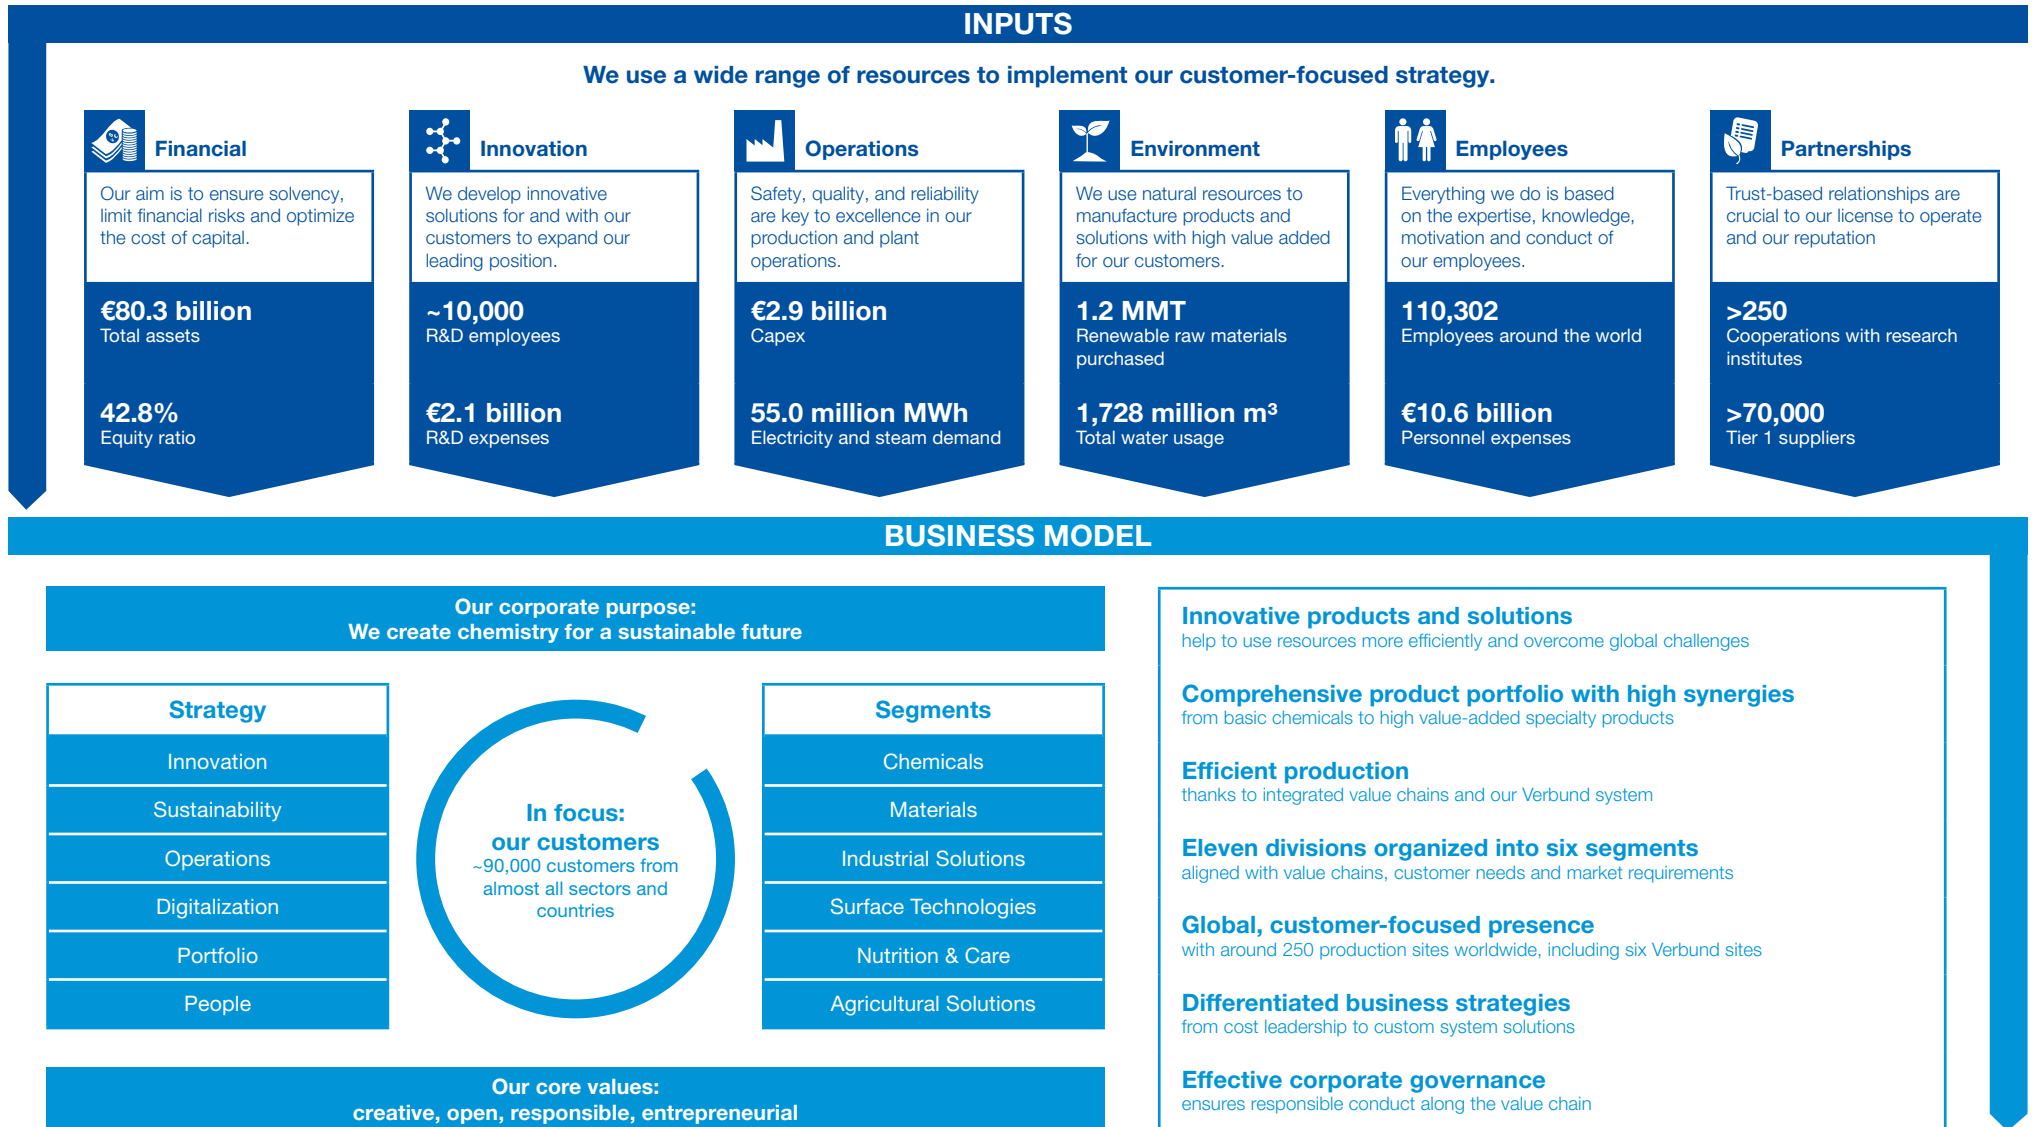 INPUTS
We use a wide range of resources to implement our customer-focused strategy.
Financial
Our aim is to ensure solvency,
limit financial risks and optimize
the cost of capital.
€80.3 billion
Total assets
42.8%
Equity ratio
Innovation
We develop innovative
solutions for and with our
customers to expand our
leading position.
~10,000
R&D employees
€2.1 billion
R&D expenses
Operations
Safety, quality, and reliability
are key to excellence in our
production and plant
operations.
€2.9 billion
Capex
55.0 million MWh
Electricity and steam demand
Environment
We use natural resources to
manufacture products and
solutions with high value added
for our customers.
1.2 MMT
Renewable raw materials
purchased
1,728 million m³
Total water usage
Employees
Everything we do is based
on the expertise, knowledge,
motivation and conduct of
our employees.
110,302
Employees around the world
€10.6 billion
Personnel expenses
Partnerships
Trust-based relationships are
crucial to our license to operate
and our reputation
>250
Cooperations with research
institutes
>70,000
Tier 1 suppliers
BUSINESS MODEL
Our corporate purpose:
We create chemistry for a sustainable future
Strategy
Innovation
Sustainability
Operations
Digitalization
Portfolio
People
In focus:
our customers
~90,000 customers from
almost all sectors and
countries
Segments
Chemicals
Materials
Industrial Solutions
Surface Technologies
Nutrition & Care
Agricultural Solutions
Our core values:
creative, open, responsible, entrepreneurial
Innovative products and solutions
help to use resources more efficiently and overcome global challenges
Comprehensive product portfolio with high synergies
from basic chemicals to high value-added specialty products
Efficient production
thanks to integrated value chains and our Verbund system
Eleven divisions organized into six segments
aligned with value chains, customer needs and market requirements
Global, customer-focused presence
with around 250 production sites worldwide, including six Verbund sites
Differentiated business strategies
from cost leadership to custom system solutions
Effective corporate governance
ensures responsible conduct along the value chain